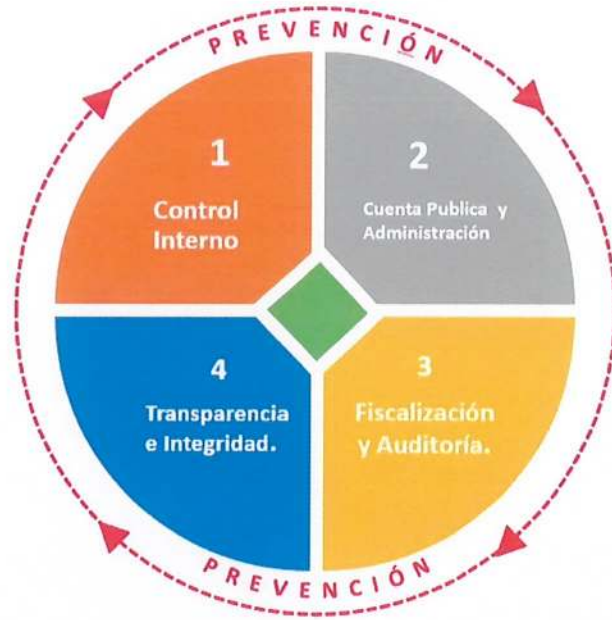 PREVENCIÓN
1
Control
Interno
2
Cuenta Publica y
Administración
4
Transparencia
e Integridad.
3
Fiscalización
y Auditoría.
PREVENCIÓN